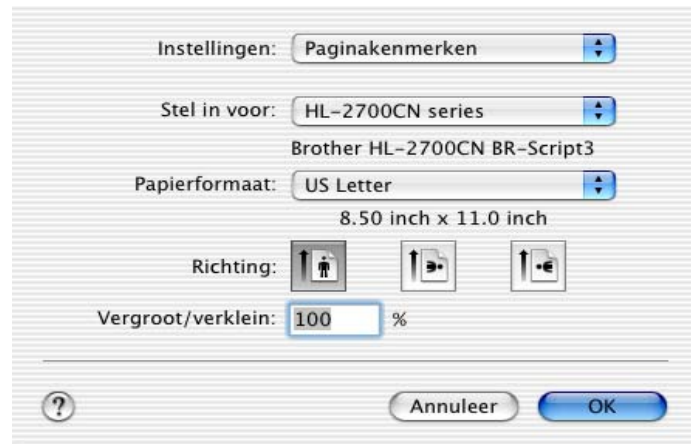 Instellingen: Paginakenmerken
Stel in voor: HL-2700CN series
Brother HL-2700CN BR-Script3
Papierformaat: US Letter
8.50 inch x 11.0 inch
Richting:
Vergroot/verklein: 100 %
? Annuleer OK